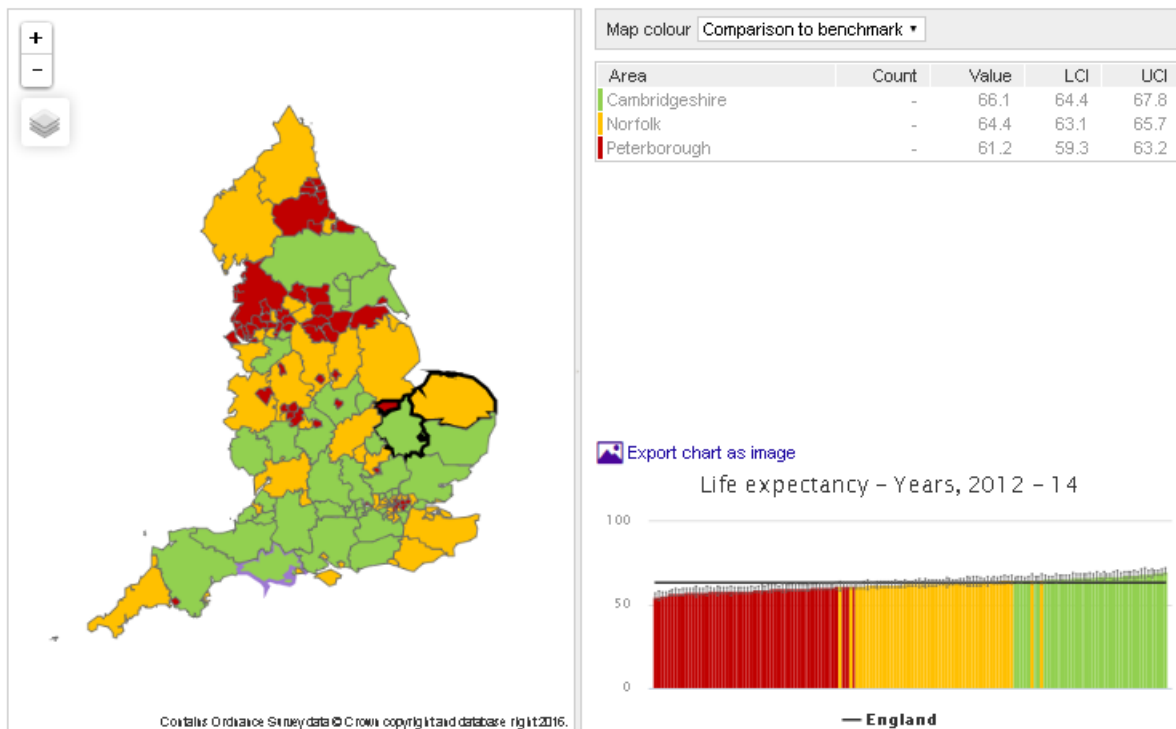 +
−
Contains Ordnance Survey data © Crown copyright and database right 2016.
Map colour Comparison to benchmark
Area Count Value LCI UCI
Cambridgeshire - 66.1 64.4 67.8
Norfolk - 64.4 63.1 65.7
Peterborough - 61.2 59.3 63.2
Export chart as image
Life expectancy - Years, 2012 - 14
100
50
0
England